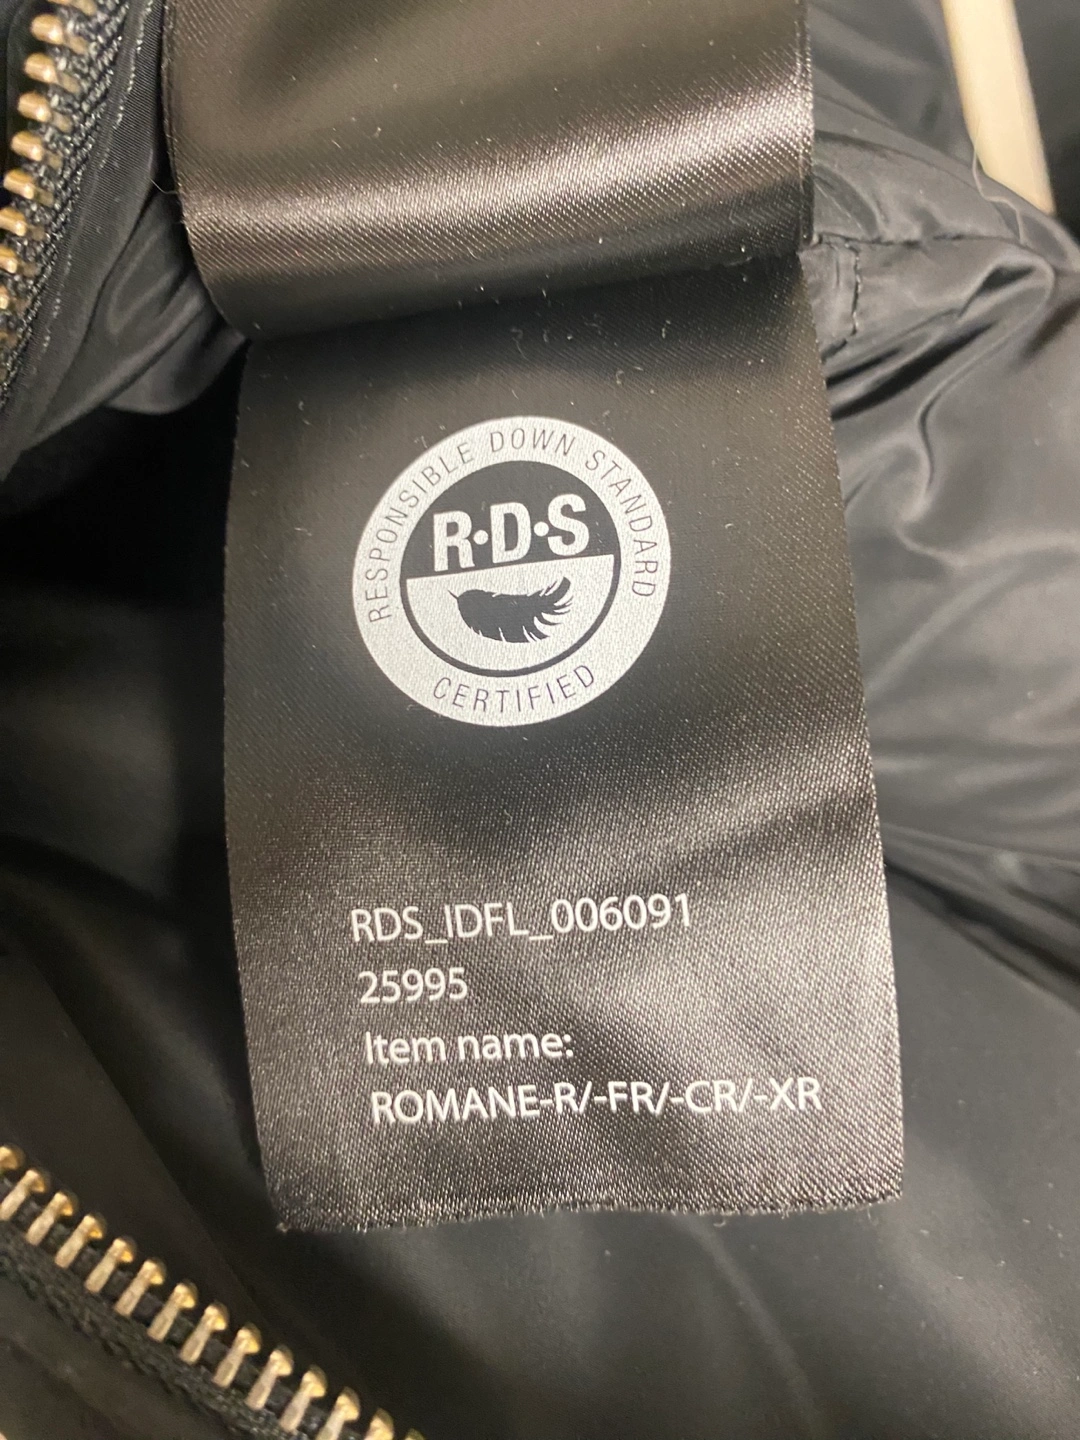 RESPONSIBLE DOWN STANDARD
R·D·S
CERTIFIED
RDS_IDFL_006091
25995
Item name:
ROMANE-R/-FR/-CR/-XR